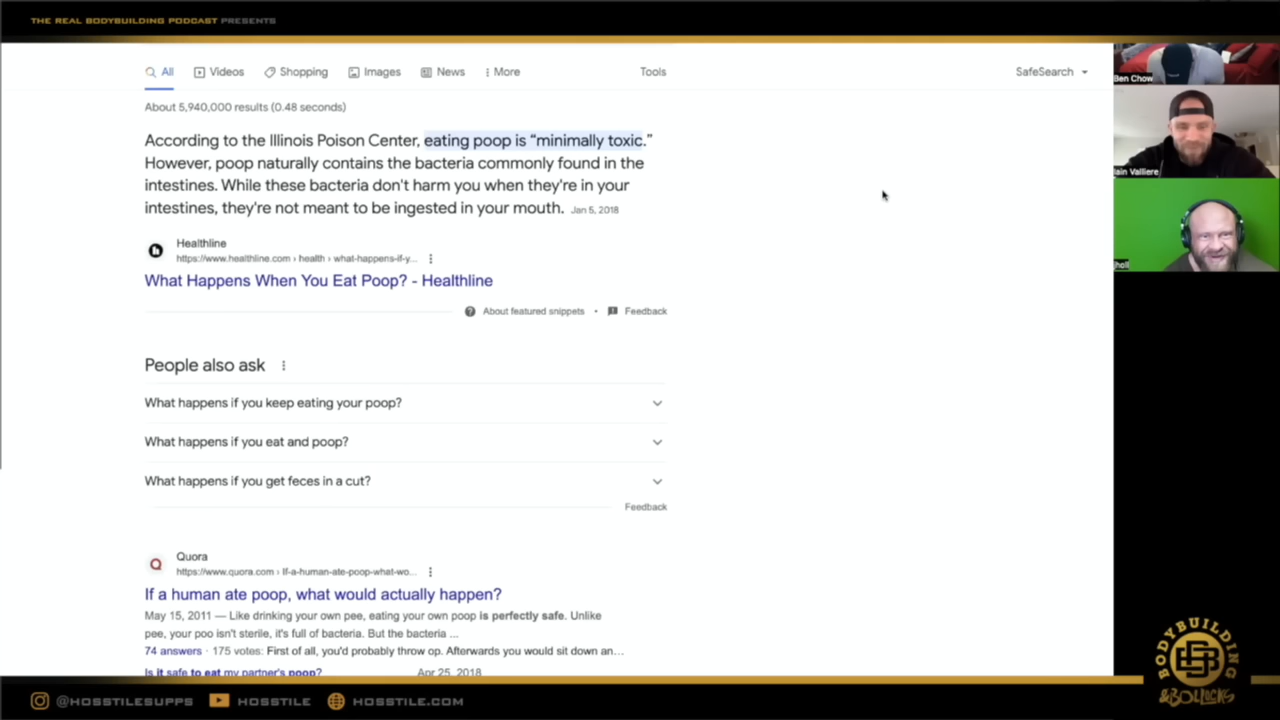 THE REAL BODYBUILDING PODCAST PRESENTS
All Videos Shopping Images News More Tools SafeSearch
About 5,940,000 results (0.48 seconds)
According to the Illinois Poison Center, eating poop is “minimally toxic.”
However, poop naturally contains the bacteria commonly found in the
intestines. While these bacteria don't harm you when they're in your
intestines, they're not meant to be ingested in your mouth. Jan 5, 2018
Healthline
https://www.healthline.com › health › what-happens-if-y...
What Happens When You Eat Poop? - Healthline
About featured snippets • Feedback
People also ask
What happens if you keep eating your poop?
What happens if you eat and poop?
What happens if you get feces in a cut?
Feedback
Quora
https://www.quora.com › If-a-human-ate-poop-what-wo...
If a human ate poop, what would actually happen?
May 15, 2011 — Like drinking your own pee, eating your own poop is perfectly safe. Unlike
pee, your poo isn't sterile, it's full of bacteria. But the bacteria ...
74 answers · 175 votes: First of all, you'd probably throw op. Afterwards you would sit down an...
Is it safe to eat my partner's poop? Apr 25, 2018
Ben Chow
Iain Valliere
BODYBUILDING
&BOLLOCKS
@HOSSTILESUPPS HOSSTILE HOSSTILE.COM